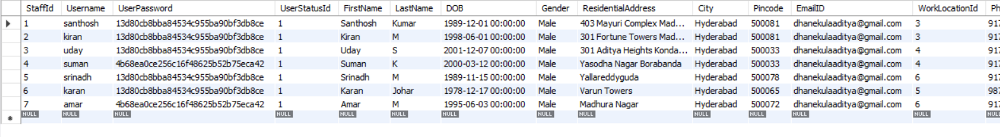 StaffId Username UserPassword UserStatusId FirstName LastName DOB Gender ResidentialAddress City Pincode EmailID WorkLocationId Ph
1 santhosh 13d80cb8bba84534c955ba90bf3db8ce 1 Santhosh Kumar 1989-12-01 00:00:00 Male 403 Mayuri Complex Mad... Hyderabad 500081 dhanekulaaditya@gmail.com 3 917
2 kiran 13d80cb8bba84534c955ba90bf3db8ce 1 Kiran M 1998-06-01 00:00:00 Male 301 Fortune Towers Mad... Hyderabad 500081 dhanekulaaditya@gmail.com 3 917
3 uday 13d80cb8bba84534c955ba90bf3db8ce 1 Uday S 2001-12-07 00:00:00 Male 301 Aditya Heights Konda... Hyderabad 500033 dhanekulaaditya@gmail.com 4 917
4 suman 4b68ea0ce256c16f48625b52b75eca42 1 Suman K 2000-03-12 00:00:00 Male Yasodha Nagar Borabanda Hyderabad 500033 dhanekulaaditya@gmail.com 4 917
5 srinadh 13d80cb8bba84534c955ba90bf3db8ce 1 Srinadh M 1989-11-15 00:00:00 Male Yallareddyguda Hyderabad 500078 dhanekulaaditya@gmail.com 6 917
6 karan 13d80cb8bba84534c955ba90bf3db8ce 1 Karan Johar 1978-12-17 00:00:00 Male Varun Towers Hyderabad 500065 dhanekulaaditya@gmail.com 5 987
7 amar 4b68ea0ce256c16f48625b52b75eca42 1 Amar M 1995-06-03 00:00:00 Male Madhura Nagar Hyderabad 500072 dhanekulaaditya@gmail.com 6 917
NULL NULL NULL NULL NULL NULL NULL NULL NULL NULL NULL NULL NULL NULL